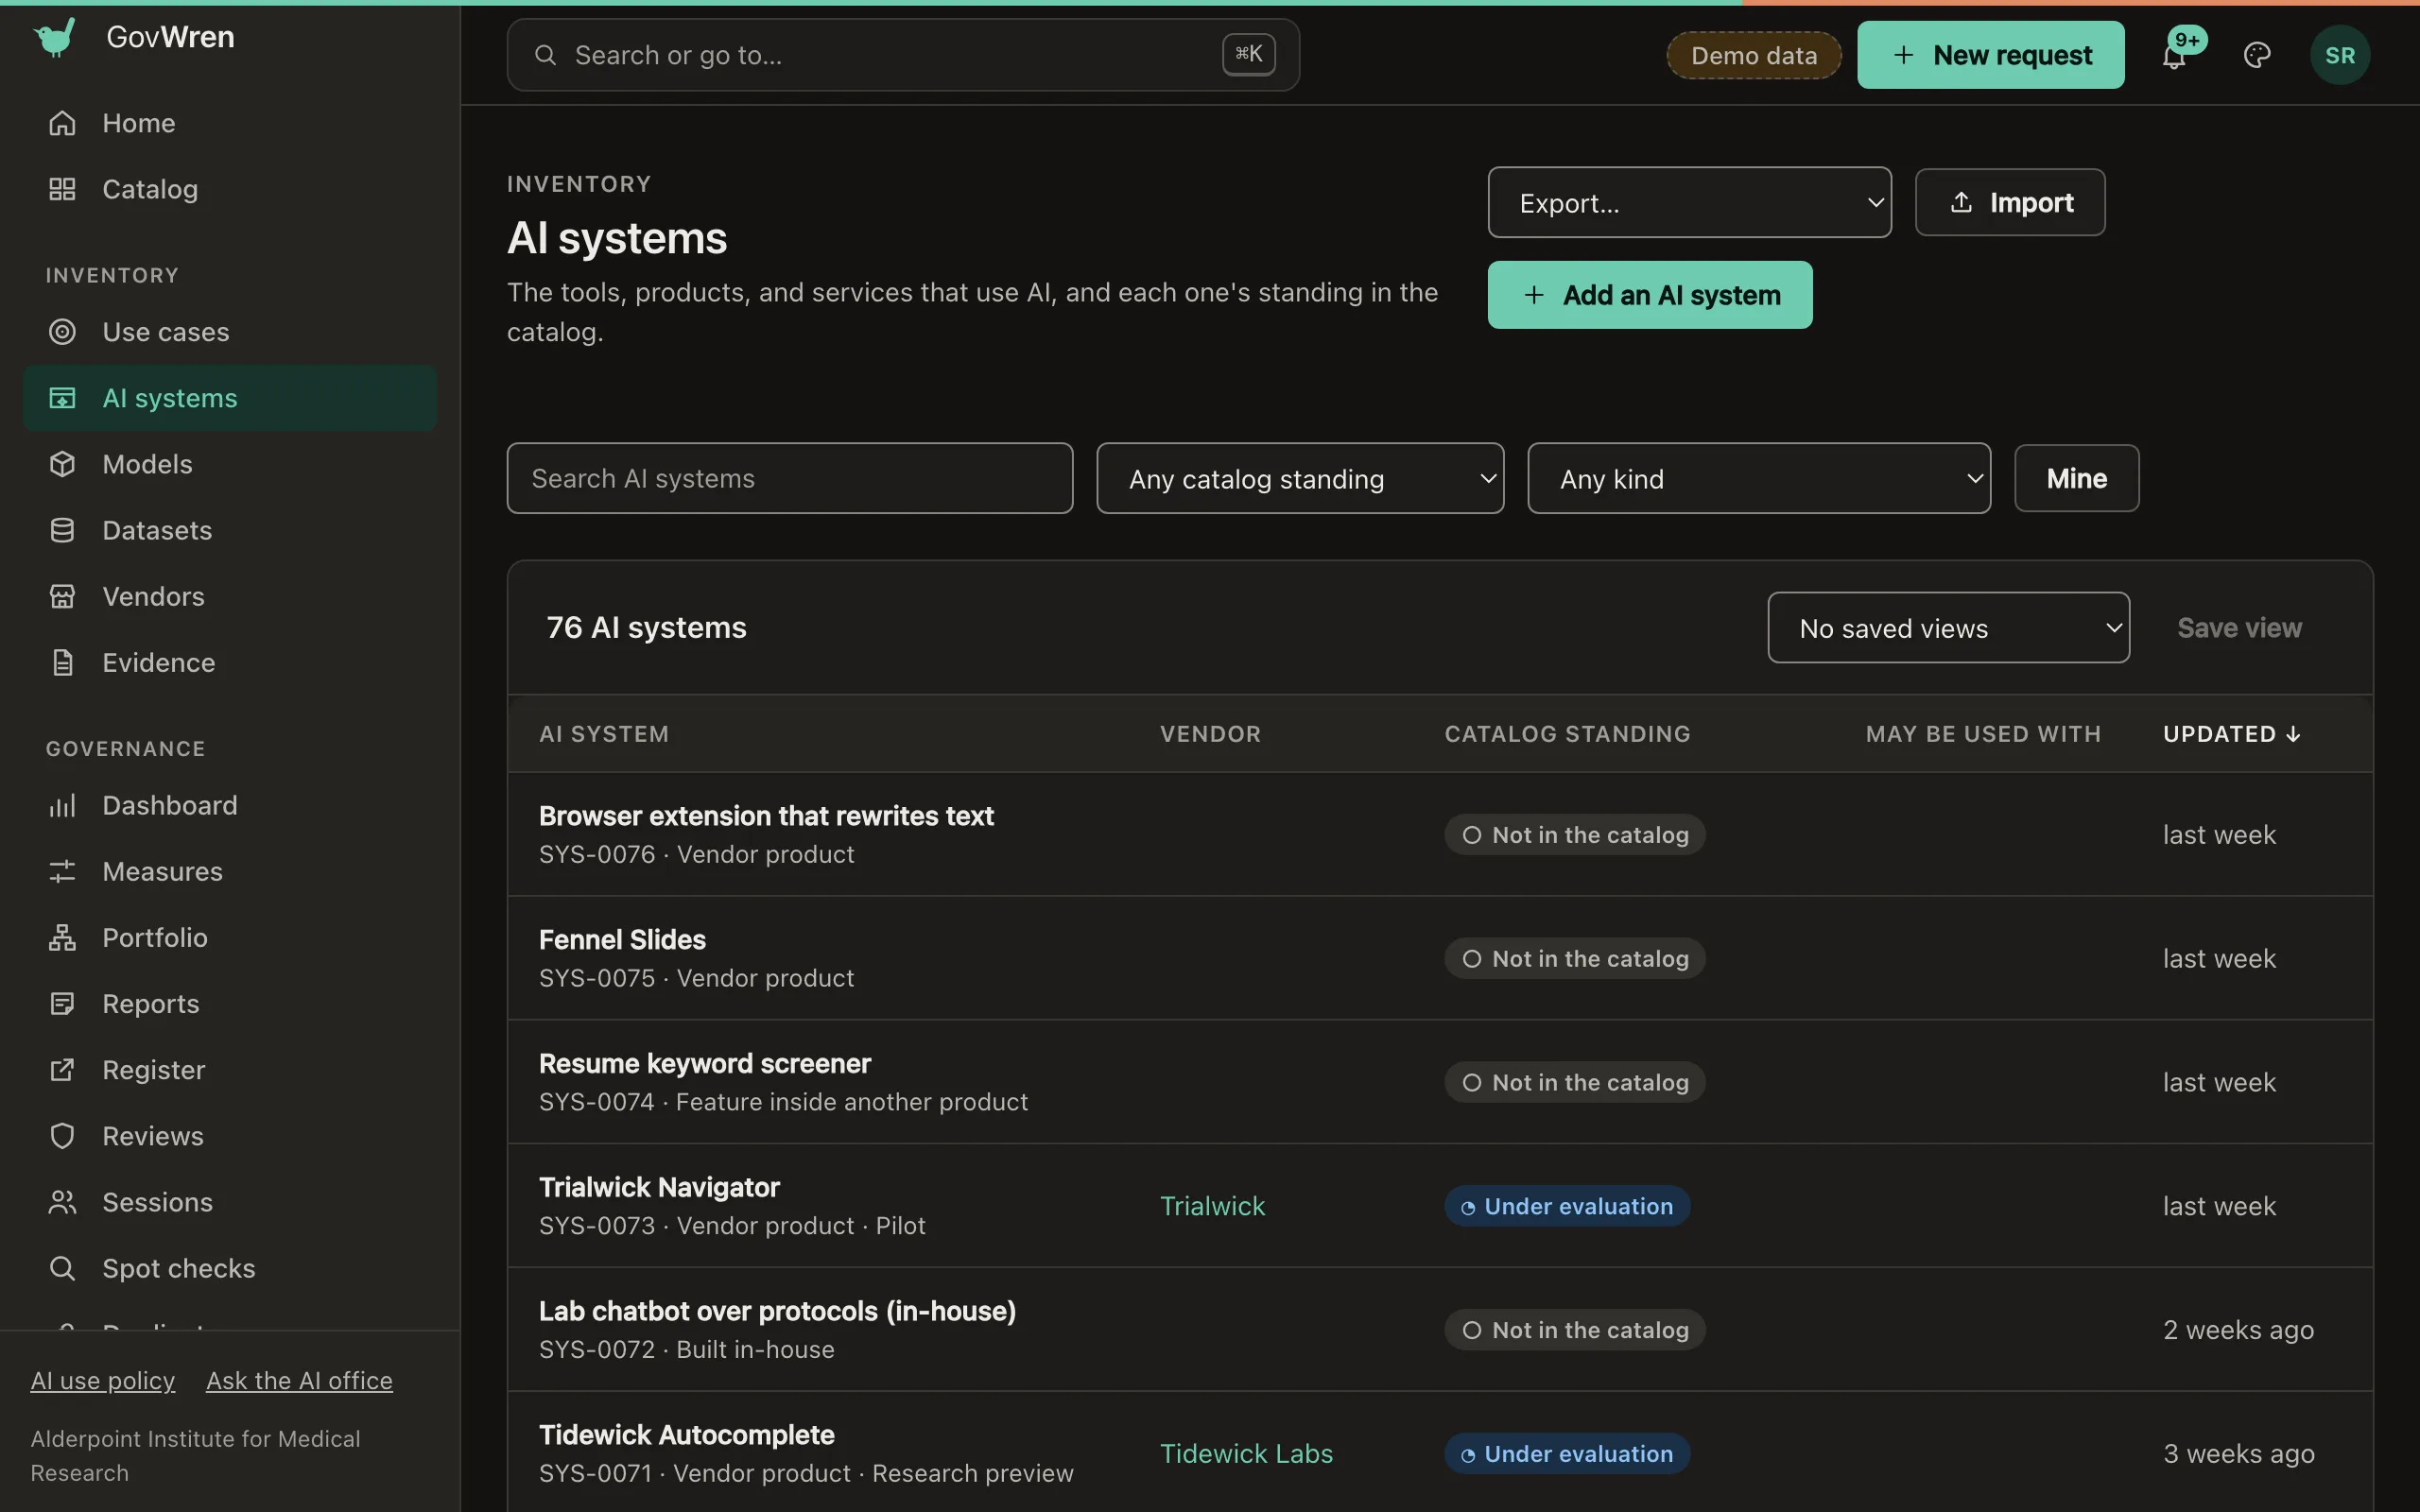 GovWren
Search or go to...
⌘K
Demo data
+ New request
9+
SR
Home
Catalog
INVENTORY
Use cases
AI systems
Models
Datasets
Vendors
Evidence
GOVERNANCE
Dashboard
Measures
Portfolio
Reports
Register
Reviews
Sessions
Spot checks
AI use policy
Ask the AI office
Alderpoint Institute for Medical
Research
INVENTORY
AI systems
The tools, products, and services that use AI, and each one's standing in the
catalog.
Export...
Import
+ Add an AI system
Search AI systems
Any catalog standing
Any kind
Mine
76 AI systems
No saved views
Save view
AI SYSTEM
VENDOR
CATALOG STANDING
MAY BE USED WITH
UPDATED ↓
Browser extension that rewrites text
SYS-0076 · Vendor product
Not in the catalog
last week
Fennel Slides
SYS-0075 · Vendor product
Not in the catalog
last week
Resume keyword screener
SYS-0074 · Feature inside another product
Not in the catalog
last week
Trialwick Navigator
SYS-0073 · Vendor product · Pilot
Trialwick
Under evaluation
last week
Lab chatbot over protocols (in-house)
SYS-0072 · Built in-house
Not in the catalog
2 weeks ago
Tidewick Autocomplete
SYS-0071 · Vendor product · Research preview
Tidewick Labs
Under evaluation
3 weeks ago